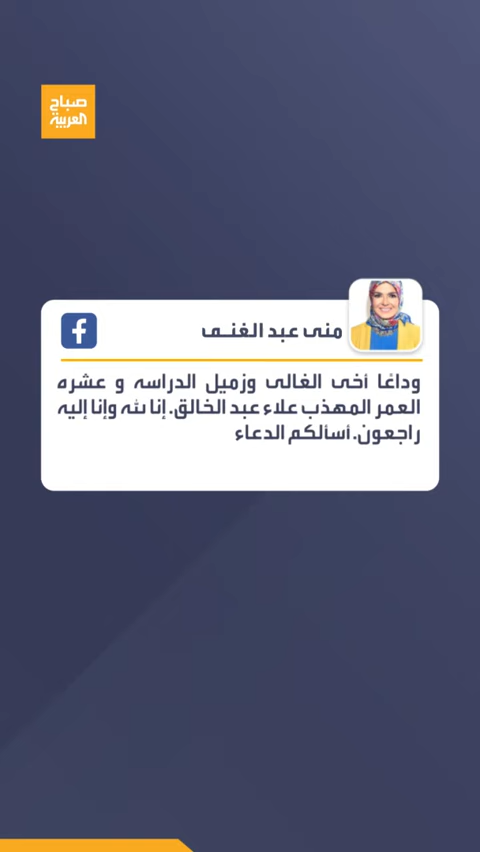 صباح
العربية
منى عبد الغنـى
وداعًا أخى الغالى وزميل الدراسه و عشره
العمر المهذب علاء عبد الخالق. إنا لله وإنا إليه
راجعون. أسألكم الدعاء